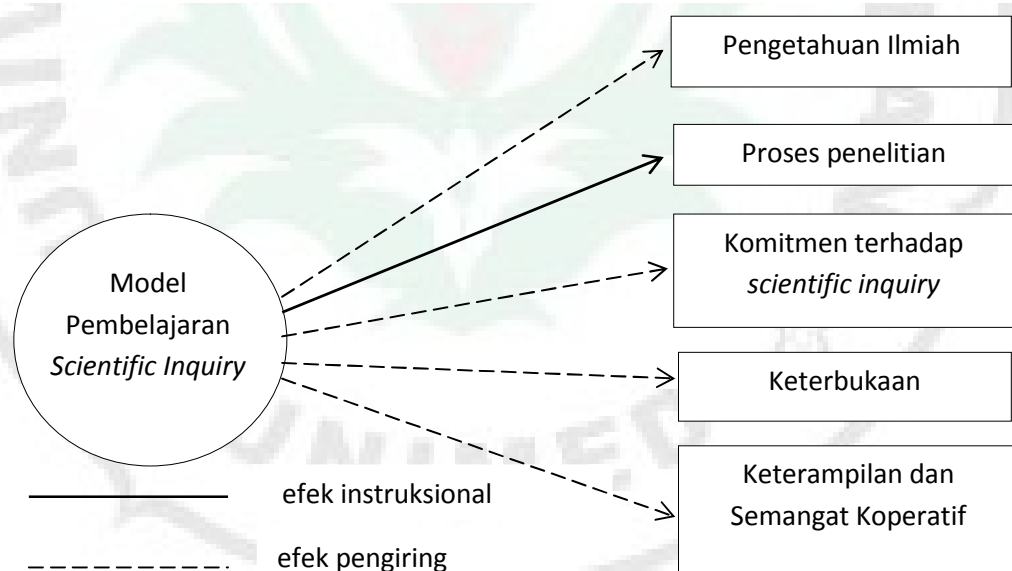 Pengetahuan Ilmiah
Proses penelitian
Komitmen terhadap
scientific inquiry
Model
Pembelajaran
Scientific Inquiry
Keterbukaan
Keterampilan dan
Semangat Koperatif
efek instruksional
efek pengiring
UNIMED